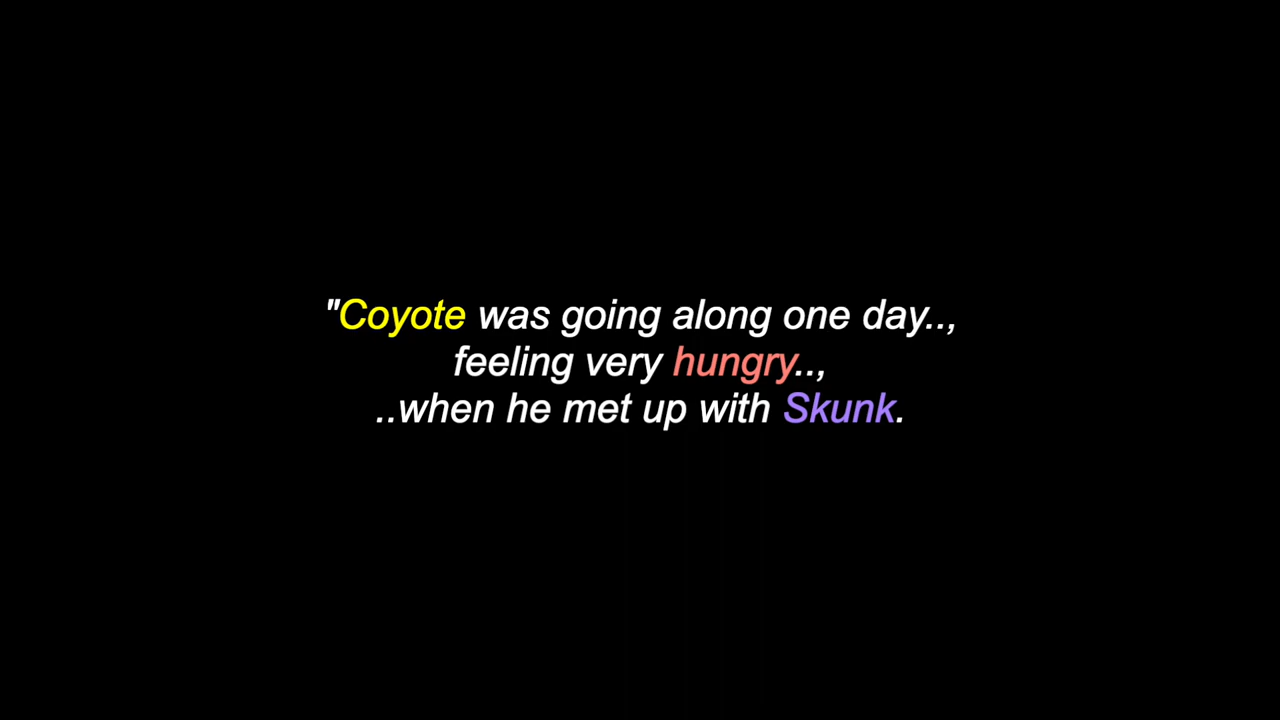 "Coyote was going along one day..,
feeling very hungry..,
..when he met up with Skunk.